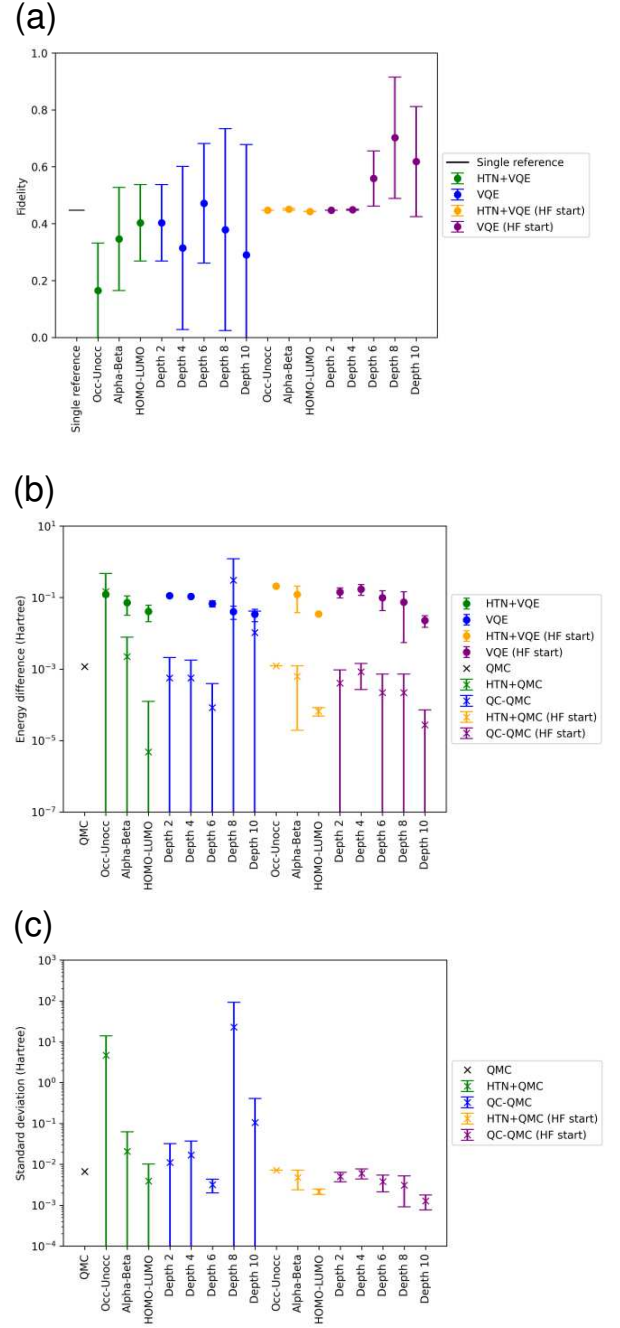 (a)
1.0
0.8
0.6
0.4
0.2
0.0
Fidelity
Single reference
Occ-Unocc
Alpha-Beta
HOMO-LUMO
Depth 2
Depth 4
Depth 6
Depth 8
Depth 10
Occ-Unocc
Alpha-Beta
HOMO-LUMO
Depth 2
Depth 4
Depth 6
Depth 8
Depth 10
Single reference
HTN+VQE
VQE
HTN+VQE (HF start)
VQE (HF start)
(b)
10^1
10^-1
10^-3
10^-5
10^-7
Energy difference (Hartree)
QMC
Occ-Unocc
Alpha-Beta
HOMO-LUMO
Depth 2
Depth 4
Depth 6
Depth 8
Depth 10
Occ-Unocc
Alpha-Beta
HOMO-LUMO
Depth 2
Depth 4
Depth 6
Depth 8
Depth 10
HTN+VQE
VQE
HTN+VQE (HF start)
VQE (HF start)
QMC
HTN+QMC
QC-QMC
HTN+QMC (HF start)
QC-QMC (HF start)
(c)
10^3
10^2
10^1
10^0
10^-1
10^-2
10^-3
10^-4
Standard deviation (Hartree)
QMC
Occ-Unocc
Alpha-Beta
HOMO-LUMO
Depth 2
Depth 4
Depth 6
Depth 8
Depth 10
Occ-Unocc
Alpha-Beta
HOMO-LUMO
Depth 2
Depth 4
Depth 6
Depth 8
Depth 10
QMC
HTN+QMC
QC-QMC
HTN+QMC (HF start)
QC-QMC (HF start)